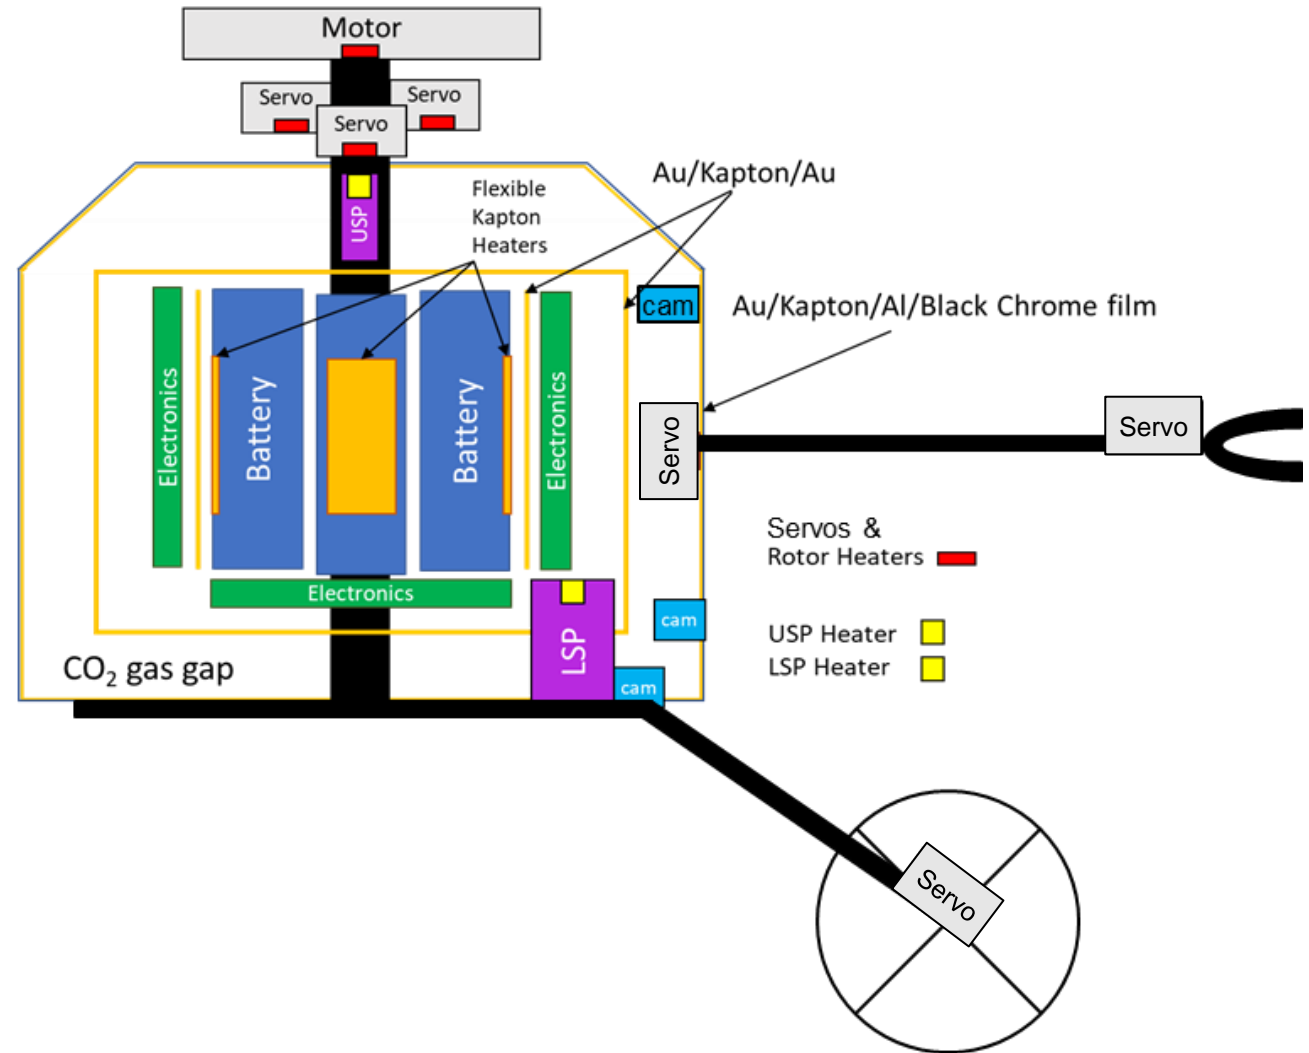 Motor
Servo
Servo
Servo
USP
Flexible
Kapton
Heaters
Au/Kapton/Au
cam
Au/Kapton/Al/Black Chrome film
Electronics
Battery
Battery
Electronics
Servo
Servo
Servos &
Rotor Heaters
Electronics
cam
USP Heater
LSP Heater
LSP
CO₂ gas gap
cam
Servo